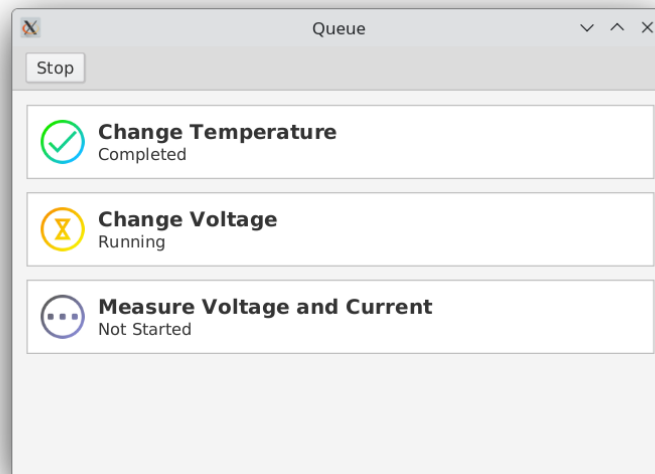 Queue
Stop
Change Temperature
Completed
Change Voltage
Running
Measure Voltage and Current
Not Started